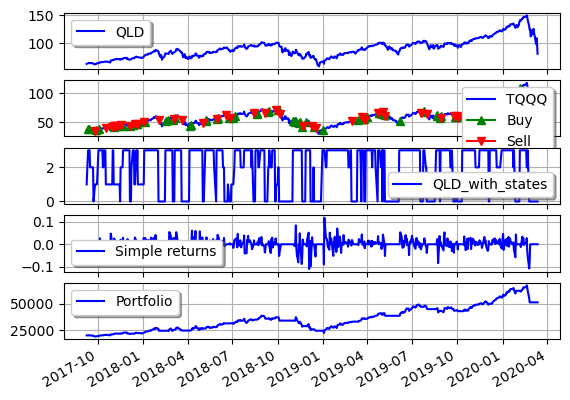 150
QLD
100
100
TQQQ
Buy
50
Sell
2
QLD_with_states
0
0.1
0.0
Simple returns
−0.1
Portfolio
50000
25000
2017-10 2018-01 2018-04 2018-07 2018-10 2019-01 2019-04 2019-07 2019-10 2020-01 2020-04